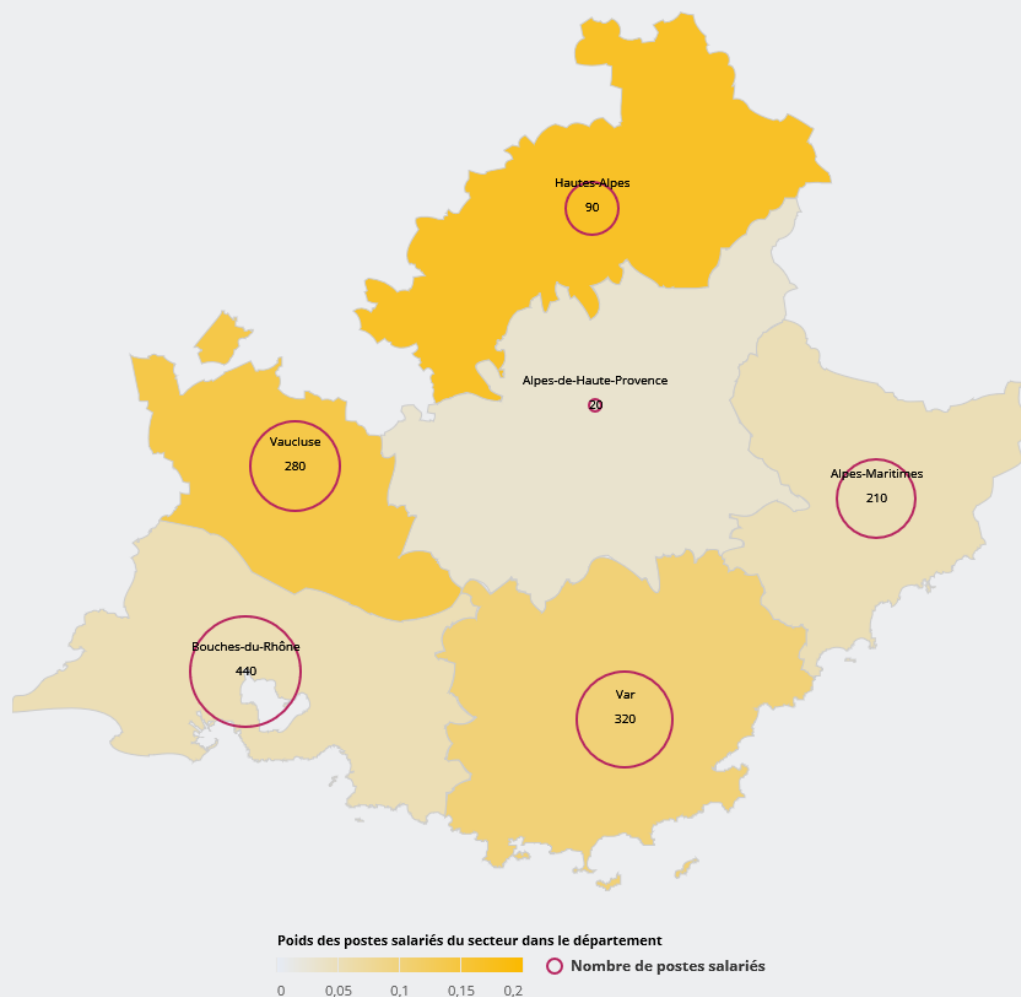 Hautes-Alpes
90
Alpes-de-Haute-Provence
20
Vaucluse
280
Alpes-Maritimes
210
Bouches-du-Rhône
440
Var
320
Poids des postes salariés du secteur dans le département
Nombre de postes salariés
0 0,05 0,1 0,15 0,2